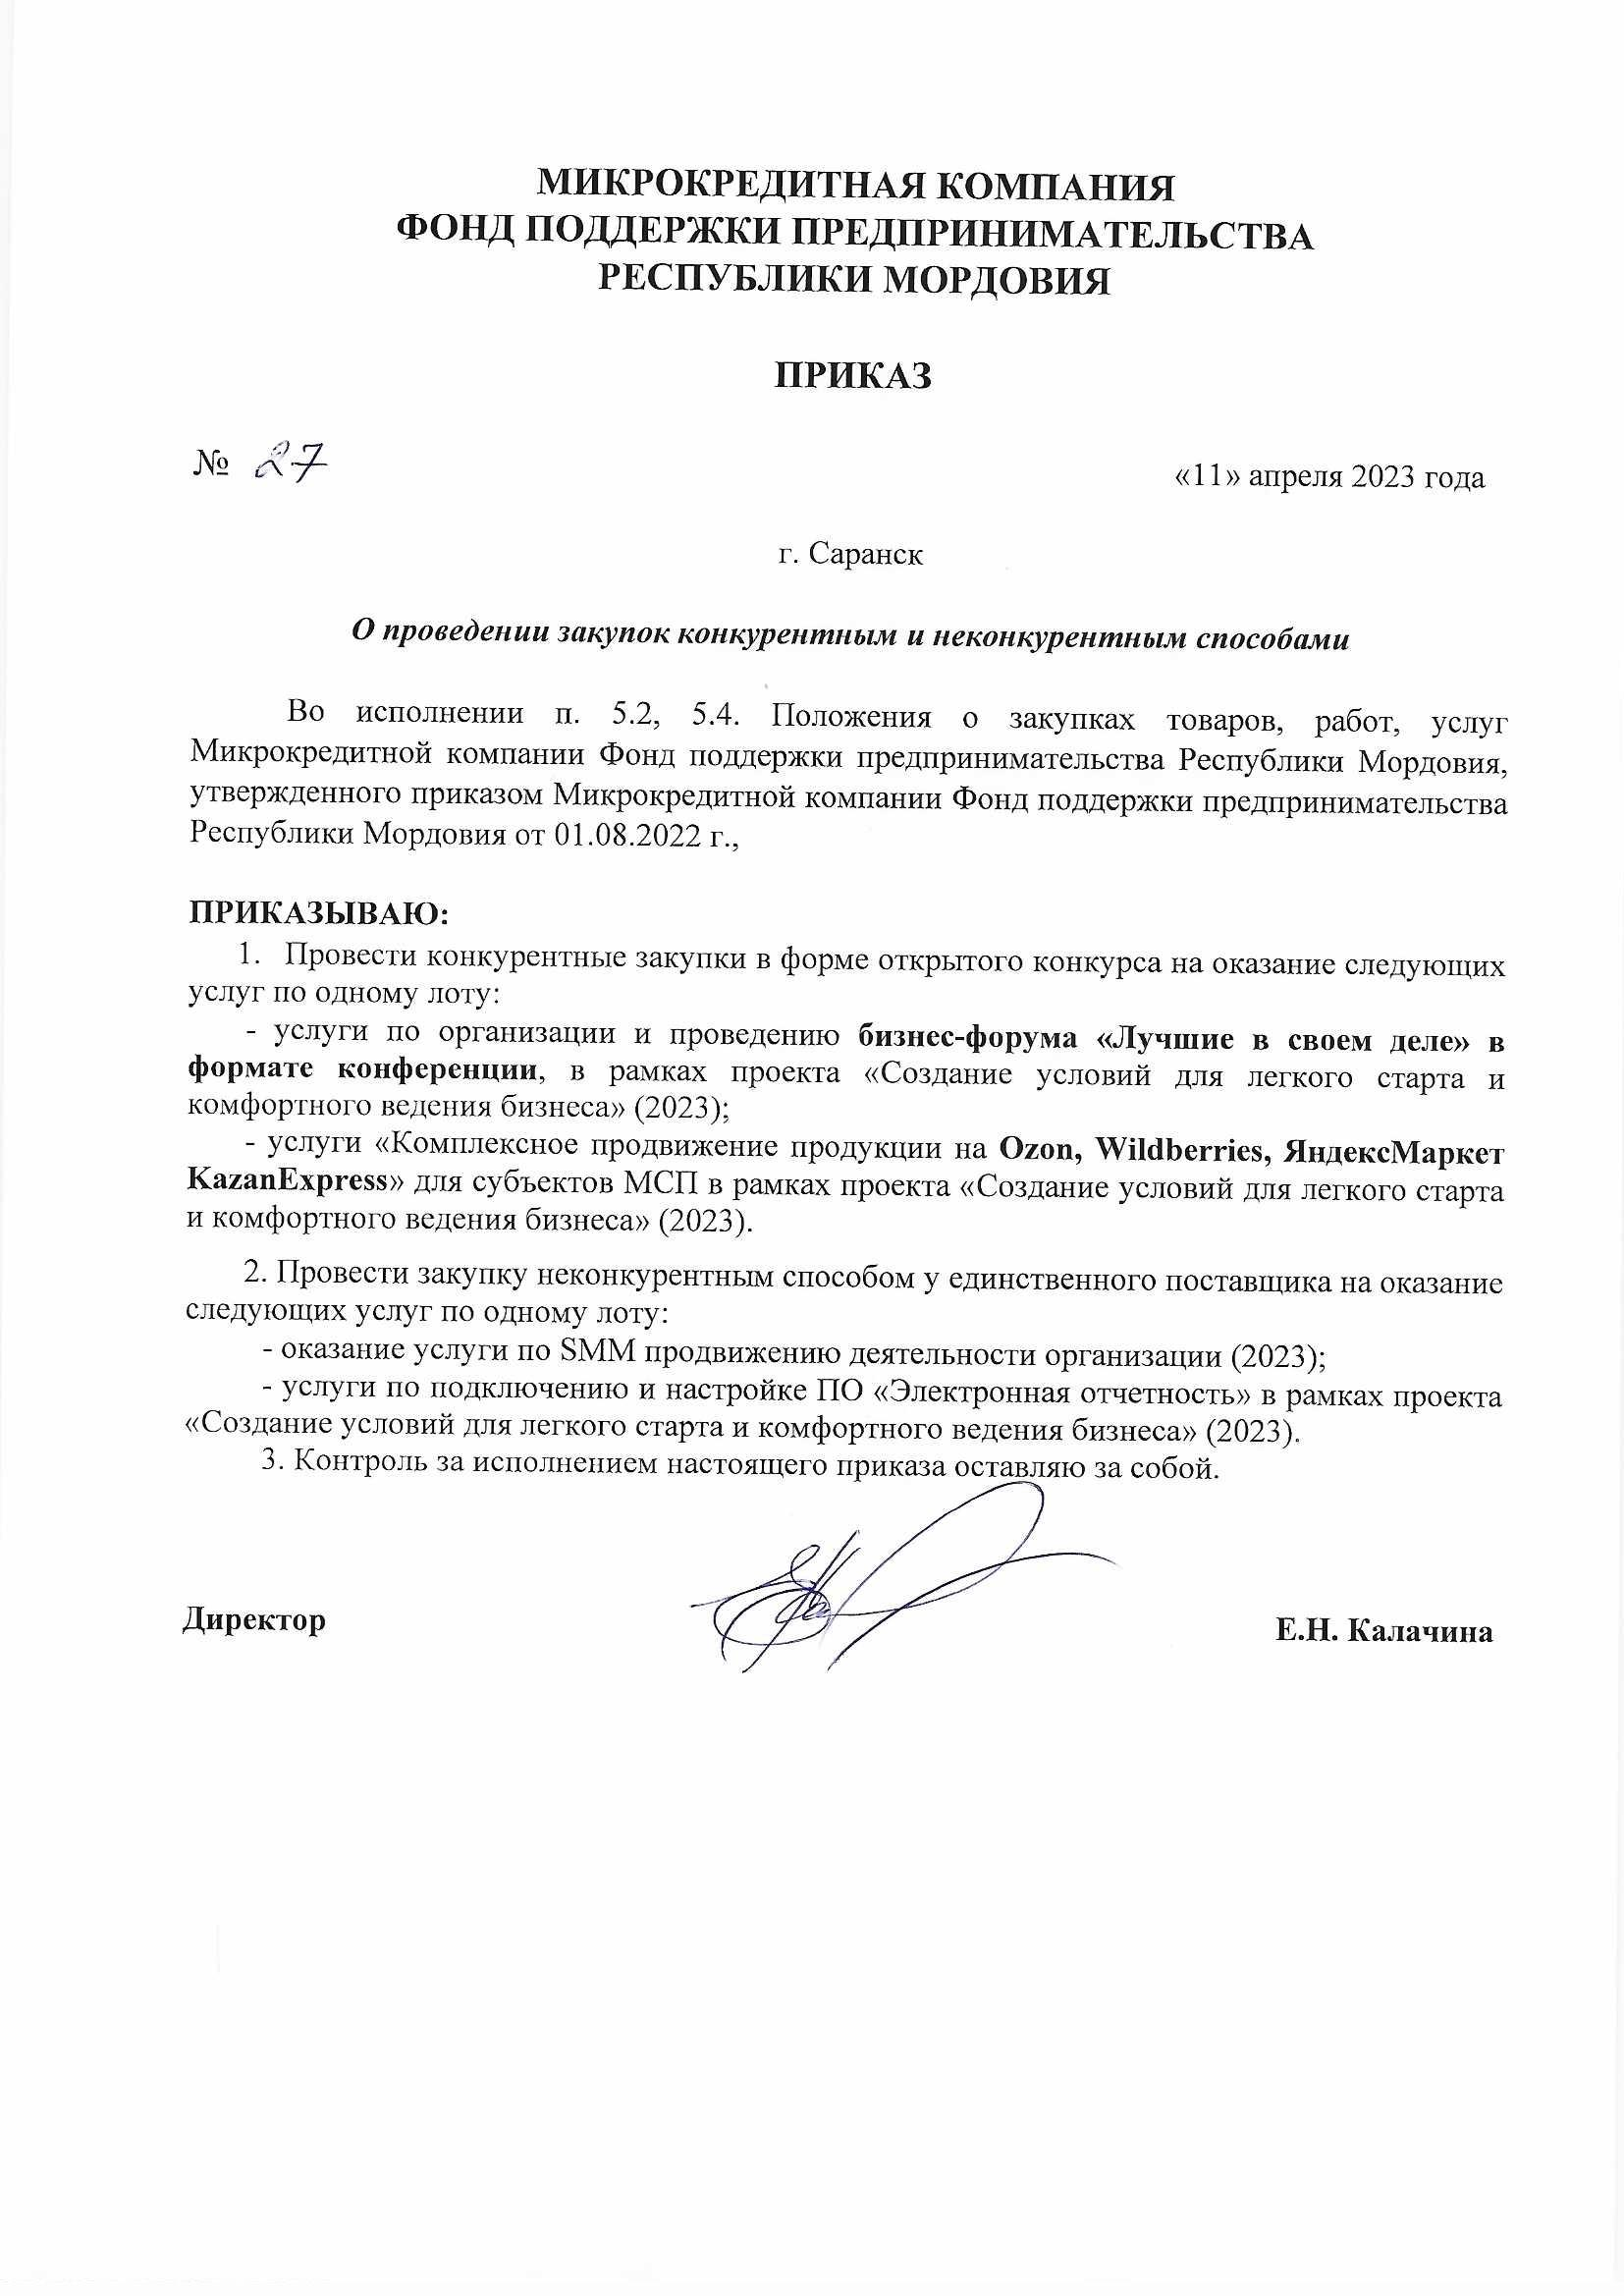 МИКРОКРЕДИТНАЯ КОМПАНИЯ
ФОНД ПОДДЕРЖКИ ПРЕДПРИНИМАТЕЛЬСТВА
РЕСПУБЛИКИ МОРДОВИЯ
ПРИКАЗ
№ 27
«11» апреля 2023 года
г. Саранск
О проведении закупок конкурентным и неконкурентным способами
Во исполнении п. 5.2, 5.4. Положения о закупках товаров, работ, услуг
Микрокредитной компании Фонд поддержки предпринимательства Республики Мордовия,
утвержденного приказом Микрокредитной компании Фонд поддержки предпринимательства
Республики Мордовия от 01.08.2022 г.,
ПРИКАЗЫВАЮ:
1. Провести конкурентные закупки в форме открытого конкурса на оказание следующих
услуг по одному лоту:
- услуги по организации и проведению бизнес-форума «Лучшие в своем деле» в
формате конференции, в рамках проекта «Создание условий для легкого старта и
комфортного ведения бизнеса» (2023);
- услуги «Комплексное продвижение продукции на Ozon, Wildberries, ЯндексМаркет
KazanExpress» для субъектов МСП в рамках проекта «Создание условий для легкого старта
и комфортного ведения бизнеса» (2023).
2. Провести закупку неконкурентным способом у единственного поставщика на оказание
следующих услуг по одному лоту:
- оказание услуги по SMM продвижению деятельности организации (2023);
- услуги по подключению и настройке ПО «Электронная отчетность» в рамках проекта
«Создание условий для легкого старта и комфортного ведения бизнеса» (2023).
3. Контроль за исполнением настоящего приказа оставляю за собой.
Директор
Е.Н. Калачина